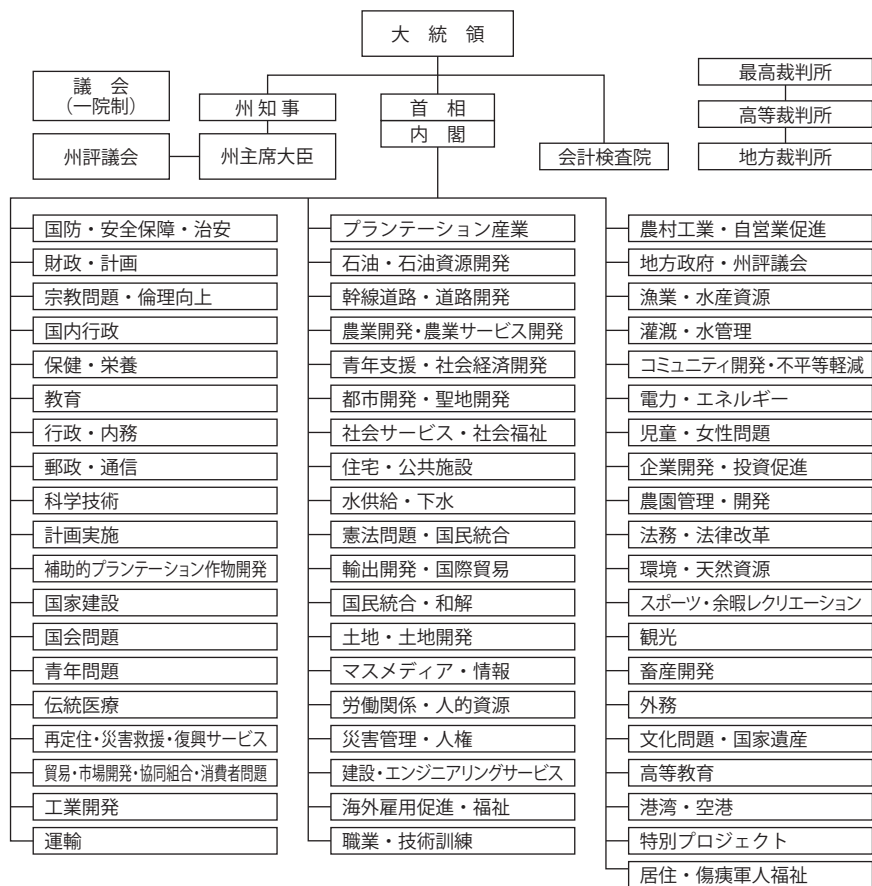 大統領
議会
(一院制)
州知事
首相
内閣
最高裁判所
高等裁判所
地方裁判所
州評議会
州主席大臣
会計検査院
国防・安全保障・治安
財政・計画
宗教問題・倫理向上
国内行政
保健・栄養
教育
行政・内務
郵政・通信
科学技術
計画実施
補助的プランテーション作物開発
国家建設
国会問題
青年問題
伝統医療
再定住・災害救援・復興サービス
貿易・市場開発・協同組合・消費者問題
工業開発
運輸
プランテーション産業
石油・石油資源開発
幹線道路・道路開発
農業開発・農業サービス開発
青年支援・社会経済開発
都市開発・聖地開発
社会サービス・社会福祉
住宅・公共施設
水供給・下水
憲法問題・国民統合
輸出開発・国際貿易
国民統合・和解
土地・土地開発
マスメディア・情報
労働関係・人的資源
災害管理・人権
建設・エンジニアリングサービス
海外雇用促進・福祉
職業・技術訓練
農村工業・自営業促進
地方政府・州評議会
漁業・水産資源
灌漑・水管理
コミュニティ開発・不平等軽減
電力・エネルギー
児童・女性問題
企業開発・投資促進
農園管理・開発
法務・法律改革
環境・天然資源
スポーツ・余暇レクリエーション
観光
畜産開発
外務
文化問題・国家遺産
高等教育
港湾・空港
特別プロジェクト
居住・傷痍軍人福祉